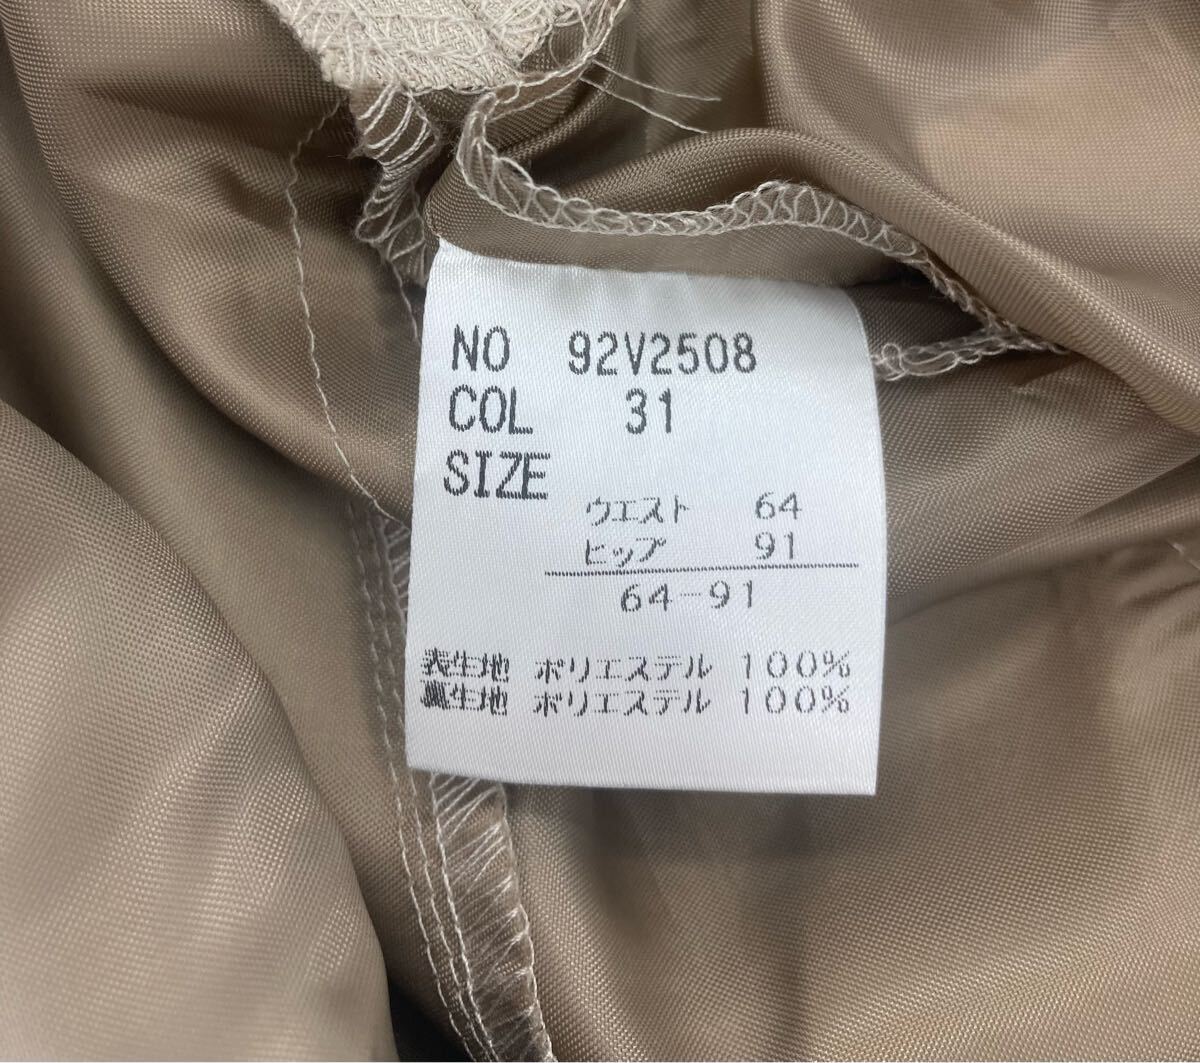 NO 92V2508
COL 31
SIZE
ウエスト 64
ヒップ 91
64-91
表生地 ポリエステル 100%
裏生地 ポリエステル 100%